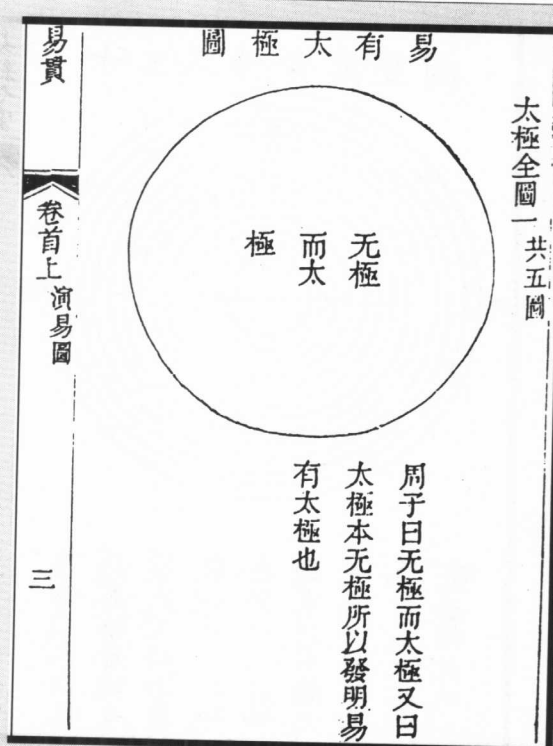 太極全圖一 共五圖
易有太極圖
无極
而太
極
周子曰无極而太極又曰
太極本无極所以發明易
有太極也
易貫
卷首上 演易圖
三